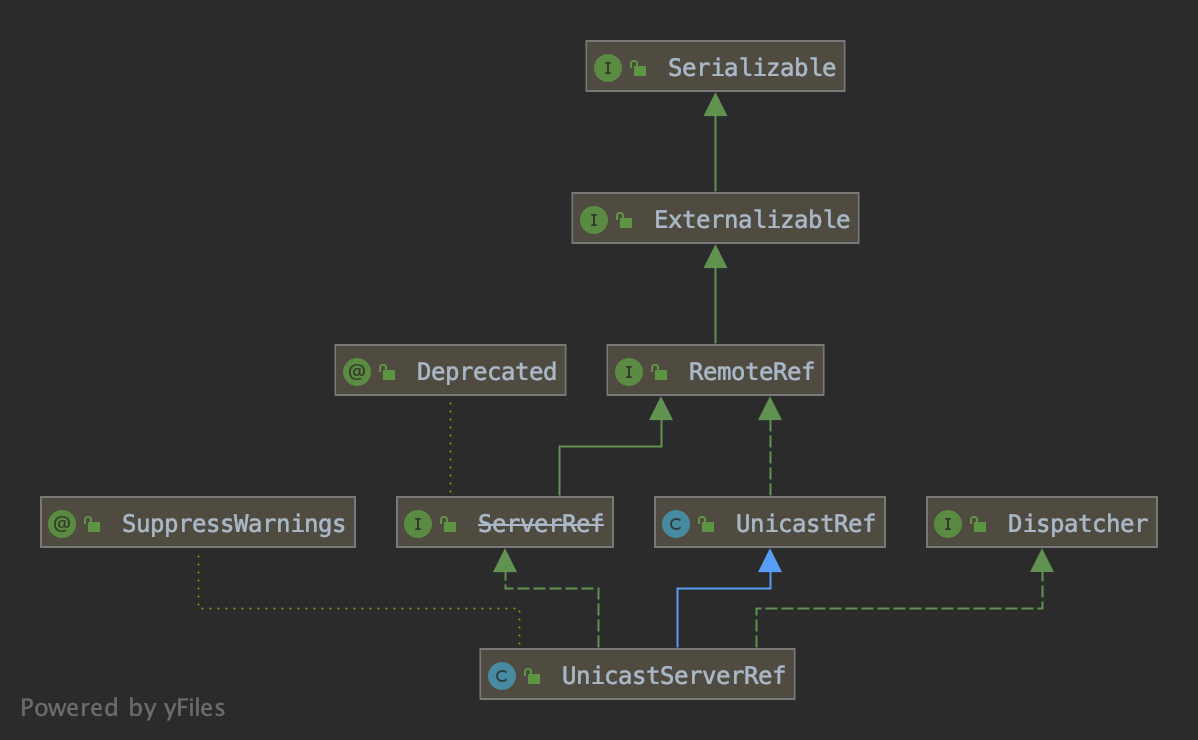 I Serializable
I Externalizable
@ Deprecated
I RemoteRef
@ SuppressWarnings
I ServerRef
C UnicastRef
I Dispatcher
C UnicastServerRef
Powered by yFiles